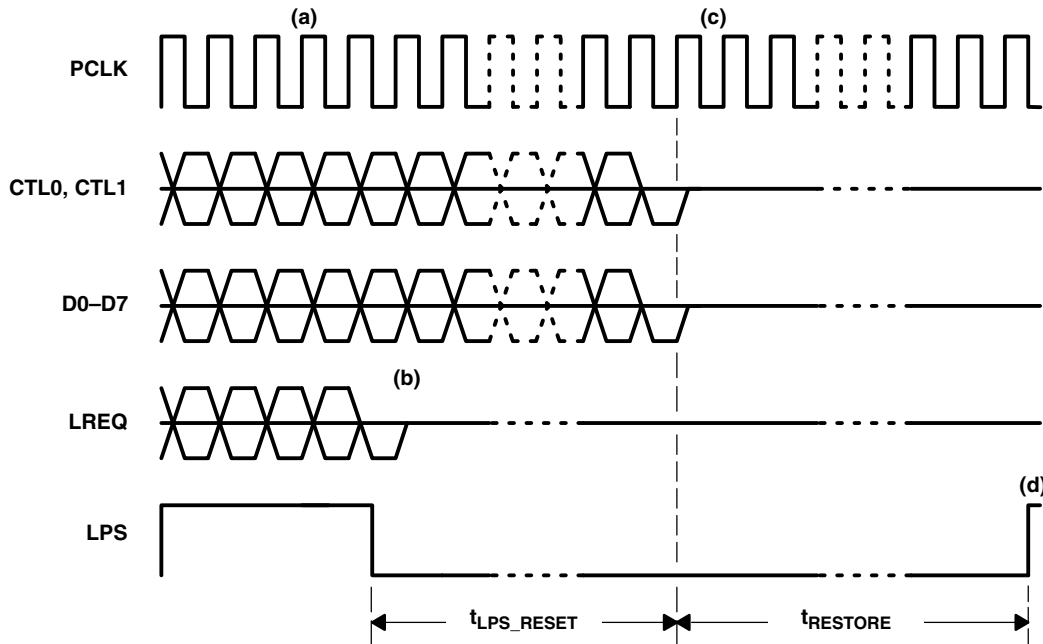 (a) (c)
PCLK
CTL0, CTL1
D0–D7
(b)
LREQ
(d)
LPS
tLPS_RESET tRESTORE